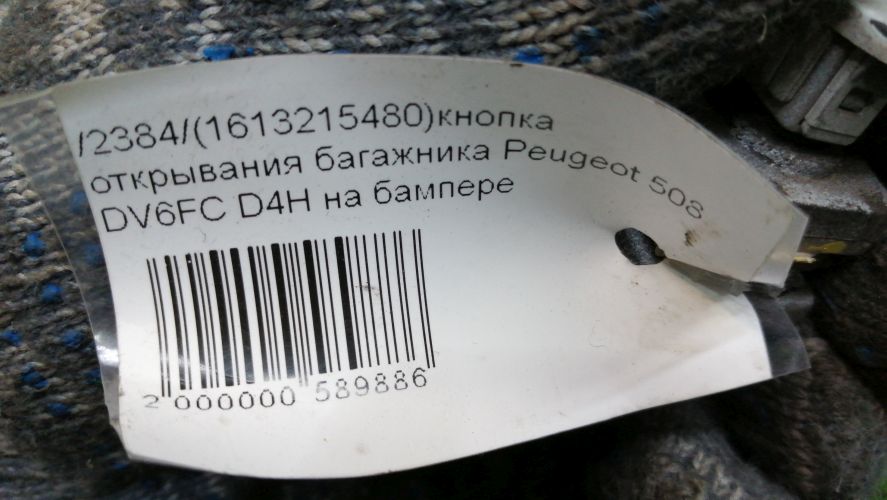 /2384/(1613215480)кнопка
открывания багажника Peugeot 508
DV6FC D4H на бампере
2 000000 589886